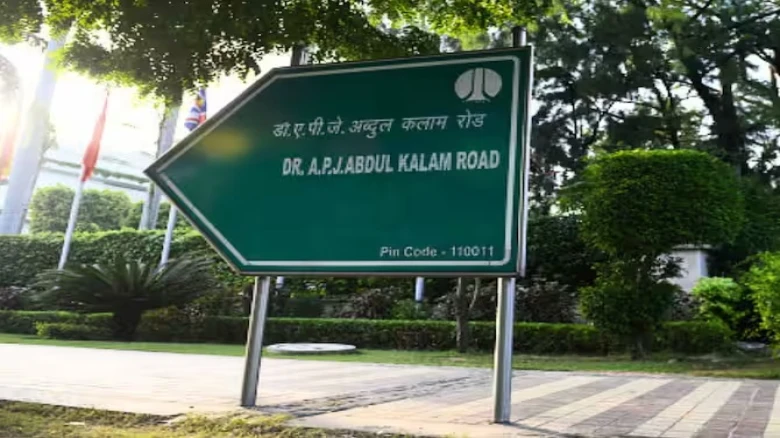 डॉ.ए.पी.जे. अब्दुल कलाम रोड
DR. A.P.J.ABDUL KALAM ROAD
Pin Code - 110011